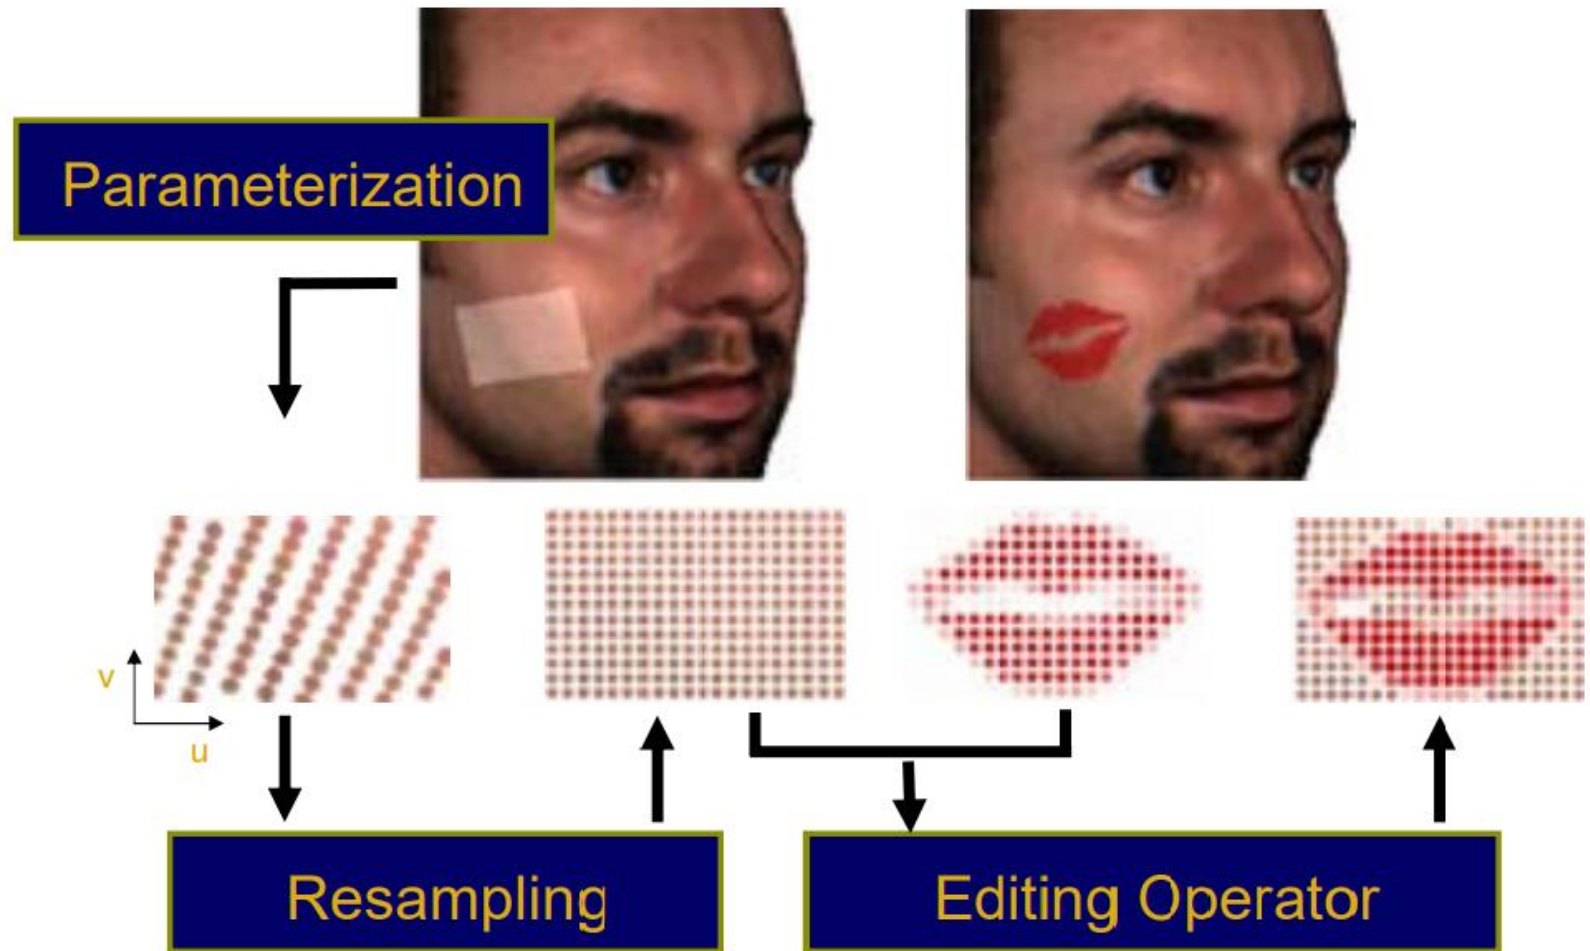 Parameterization
v
u
Resampling
Editing Operator